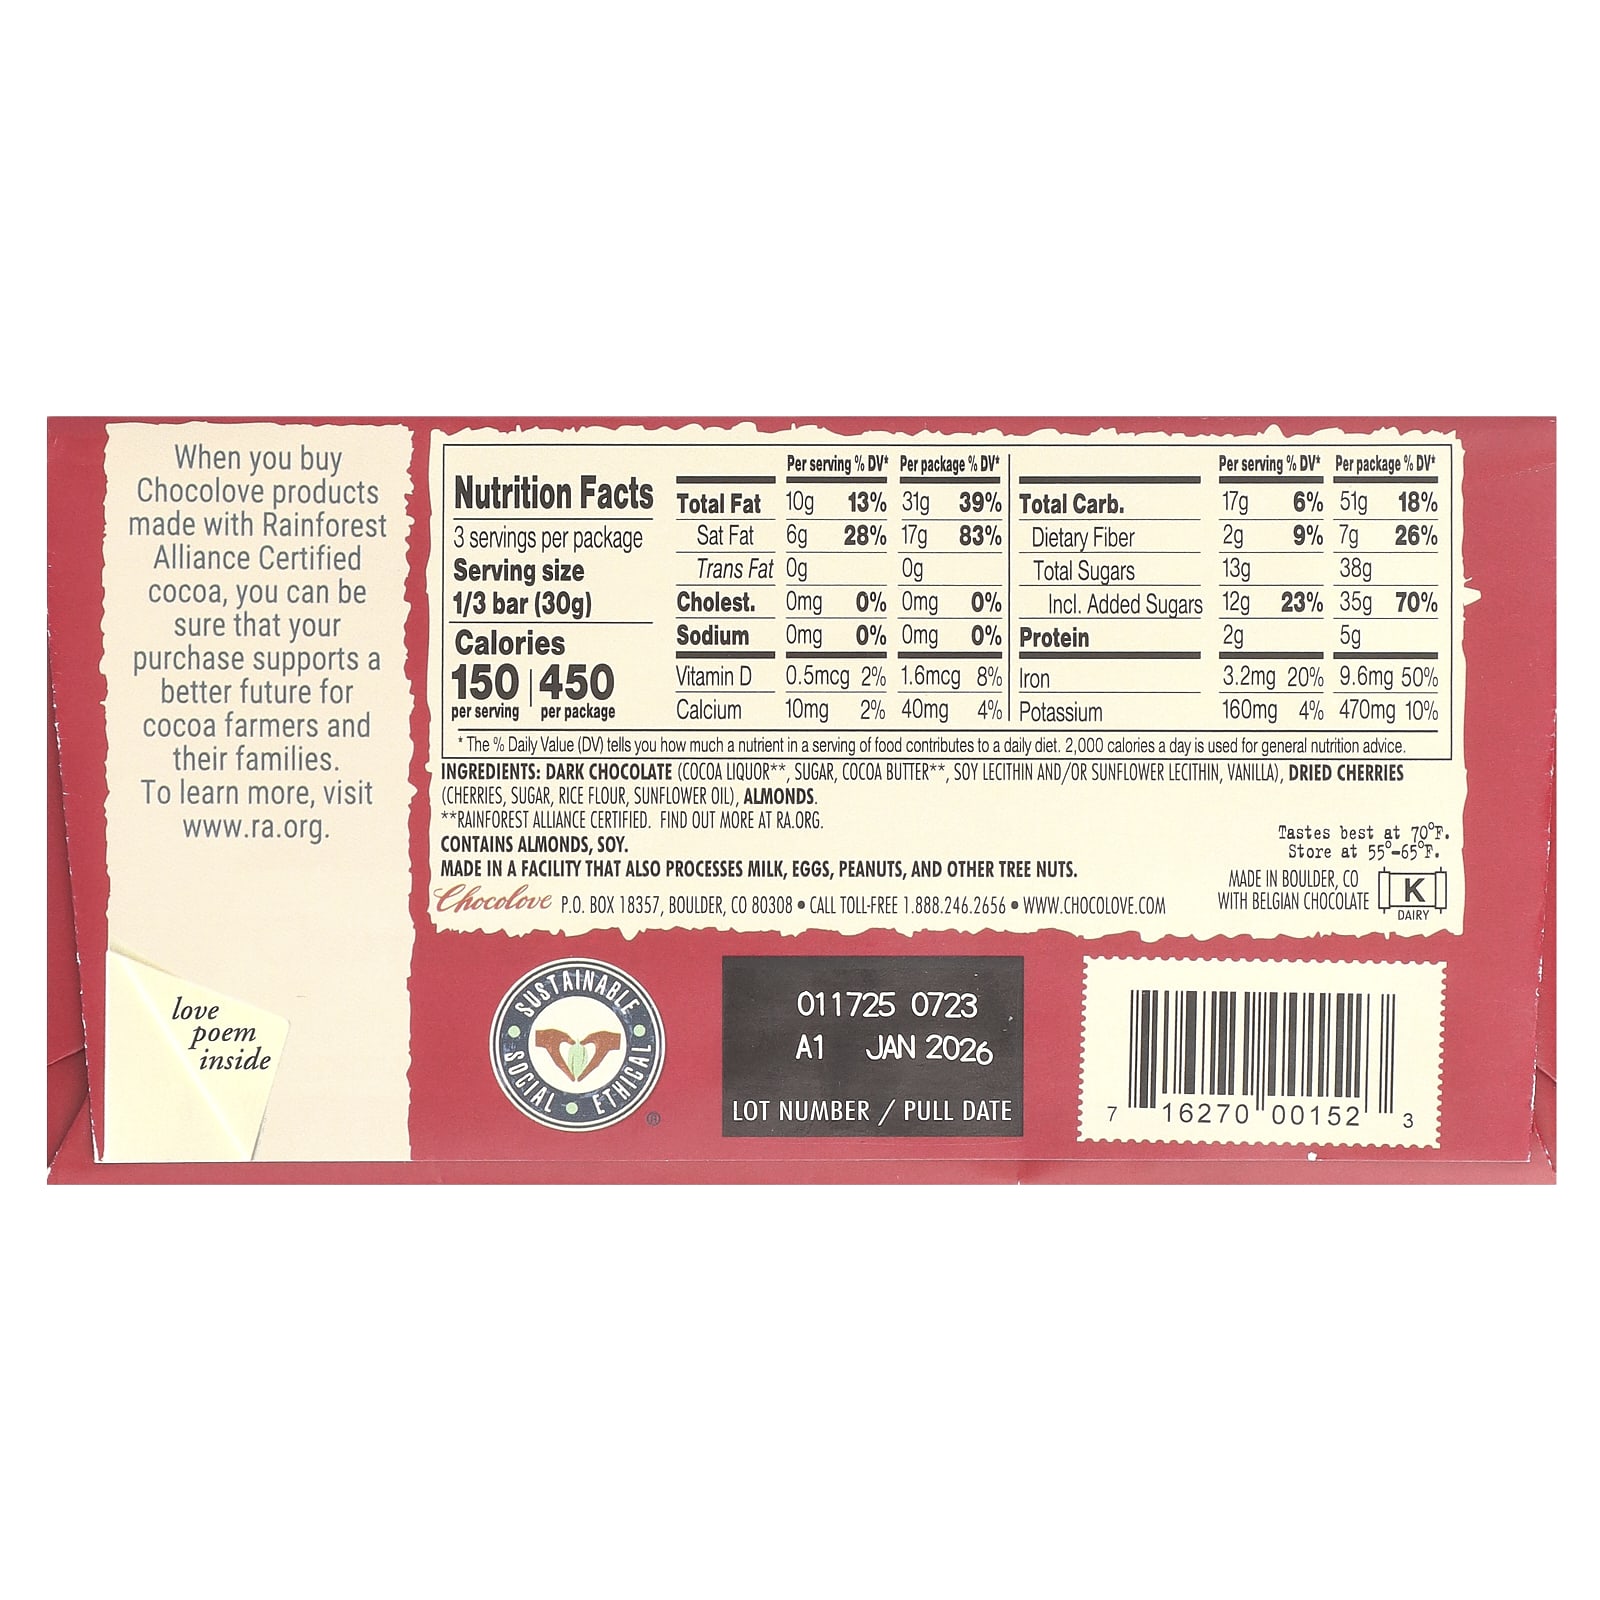 When you buy
Chocolove products
made with Rainforest
Alliance Certified
cocoa, you can be
sure that your
purchase supports a
better future for
cocoa farmers and
their families.
To learn more, visit
www.ra.org.
love
poem
inside
Nutrition Facts
3 servings per package
Serving size
1/3 bar (30g)
Calories
150 | 450
per serving per package
Per serving % DV* Per package % DV*
Total Fat 10g 13% 31g 39%
Sat Fat 6g 28% 17g 83%
Trans Fat 0g 0g
Cholest. 0mg 0% 0mg 0%
Sodium 0mg 0% 0mg 0%
Vitamin D 0.5mcg 2% 1.6mcg 8%
Calcium 10mg 2% 40mg 4%
Per serving % DV* Per package % DV*
Total Carb. 17g 6% 51g 18%
Dietary Fiber 2g 9% 7g 26%
Total Sugars 13g 38g
Incl. Added Sugars 12g 23% 35g 70%
Protein 2g 5g
Iron 3.2mg 20% 9.6mg 50%
Potassium 160mg 4% 470mg 10%
* The % Daily Value (DV) tells you how much a nutrient in a serving of food contributes to a daily diet. 2,000 calories a day is used for general nutrition advice.
INGREDIENTS: DARK CHOCOLATE (COCOA LIQUOR**, SUGAR, COCOA BUTTER**, SOY LECITHIN AND/OR SUNFLOWER LECITHIN, VANILLA), DRIED CHERRIES
(CHERRIES, SUGAR, RICE FLOUR, SUNFLOWER OIL), ALMONDS.
**RAINFOREST ALLIANCE CERTIFIED. FIND OUT MORE AT RA.ORG.
CONTAINS ALMONDS, SOY.
MADE IN A FACILITY THAT ALSO PROCESSES MILK, EGGS, PEANUTS, AND OTHER TREE NUTS.
Chocolove P.O. BOX 18357, BOULDER, CO 80308 • CALL TOLL-FREE 1.888.246.2656 • WWW.CHOCOLOVE.COM
Tastes best at 70°F.
Store at 55°-65°F.
MADE IN BOULDER, CO
WITH BELGIAN CHOCOLATE
K
DAIRY
SUSTAINABLE
SOCIAL
ETHICAL
®
011725 0723
A1 JAN 2026
LOT NUMBER / PULL DATE
7 16270 00152 3